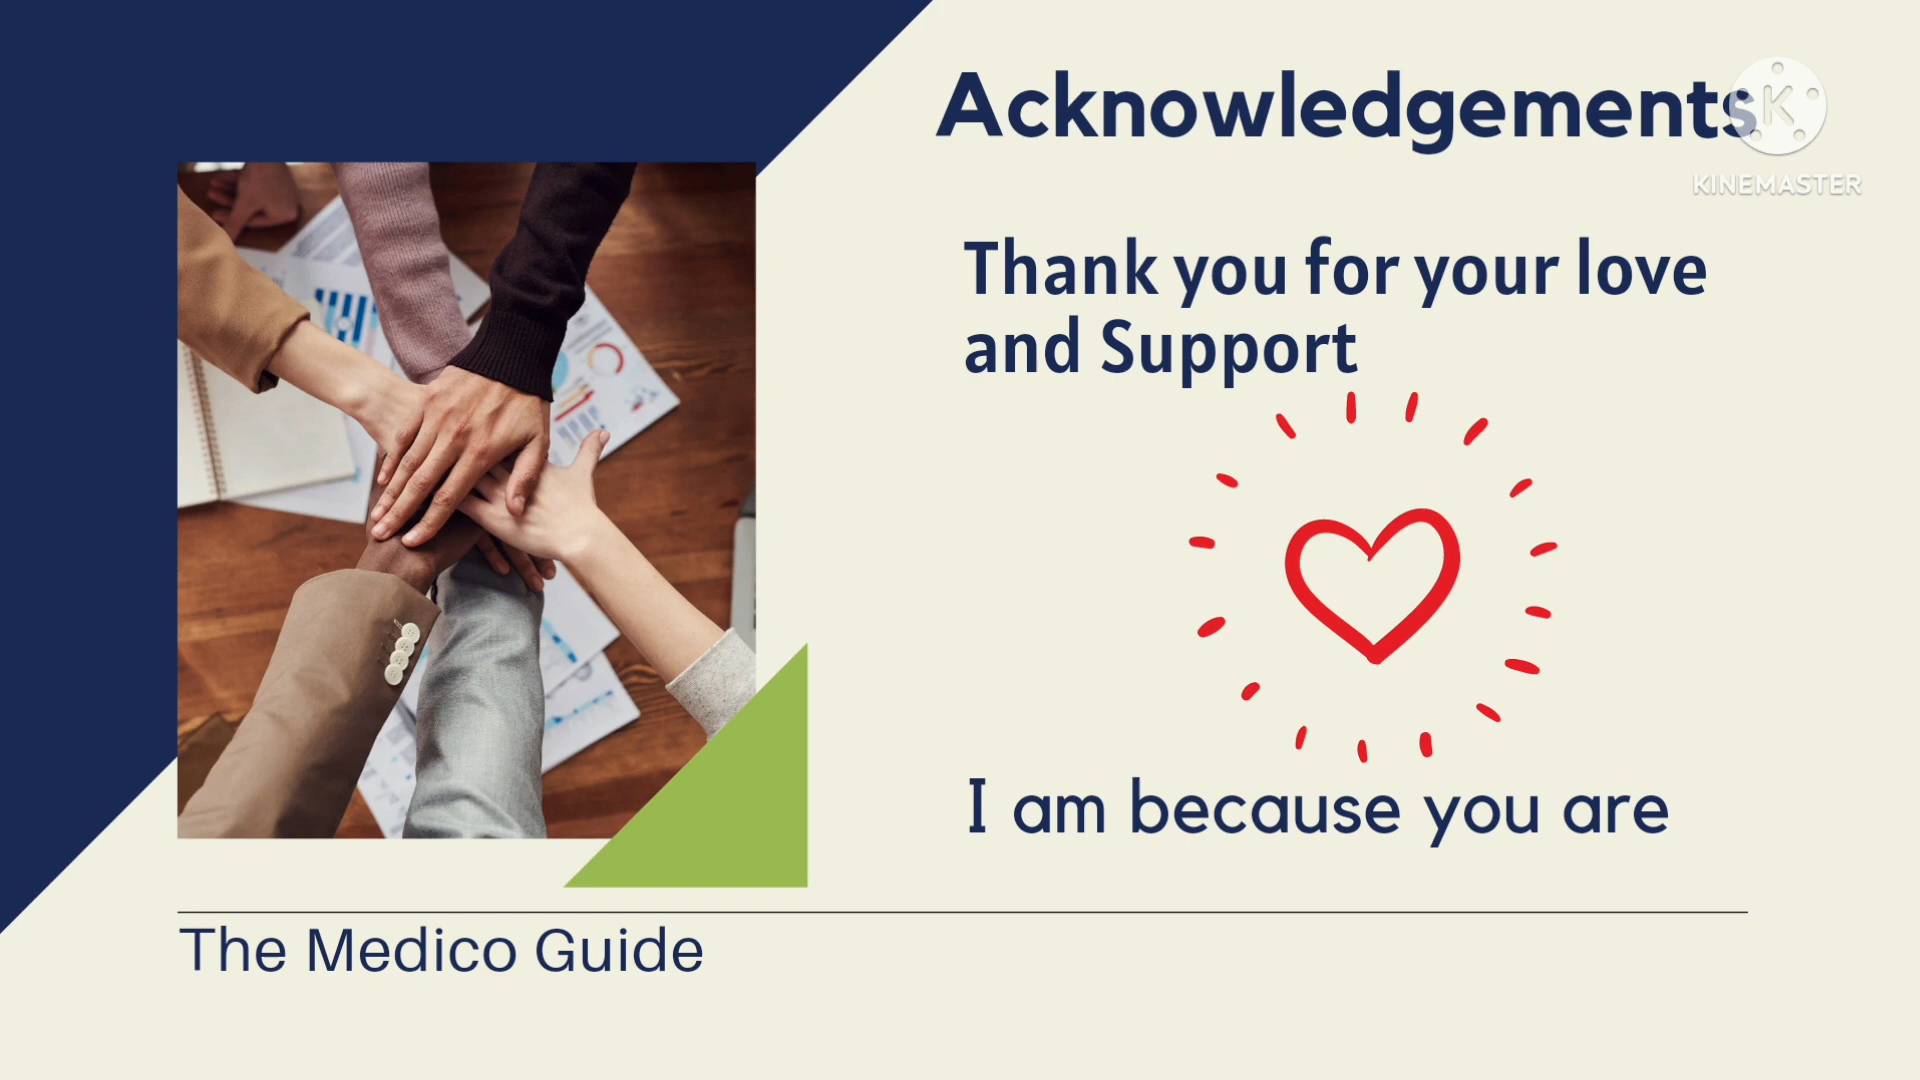 Acknowledgements
K
KINEMASTER
Thank you for your love
and Support
I am because you are
The Medico Guide